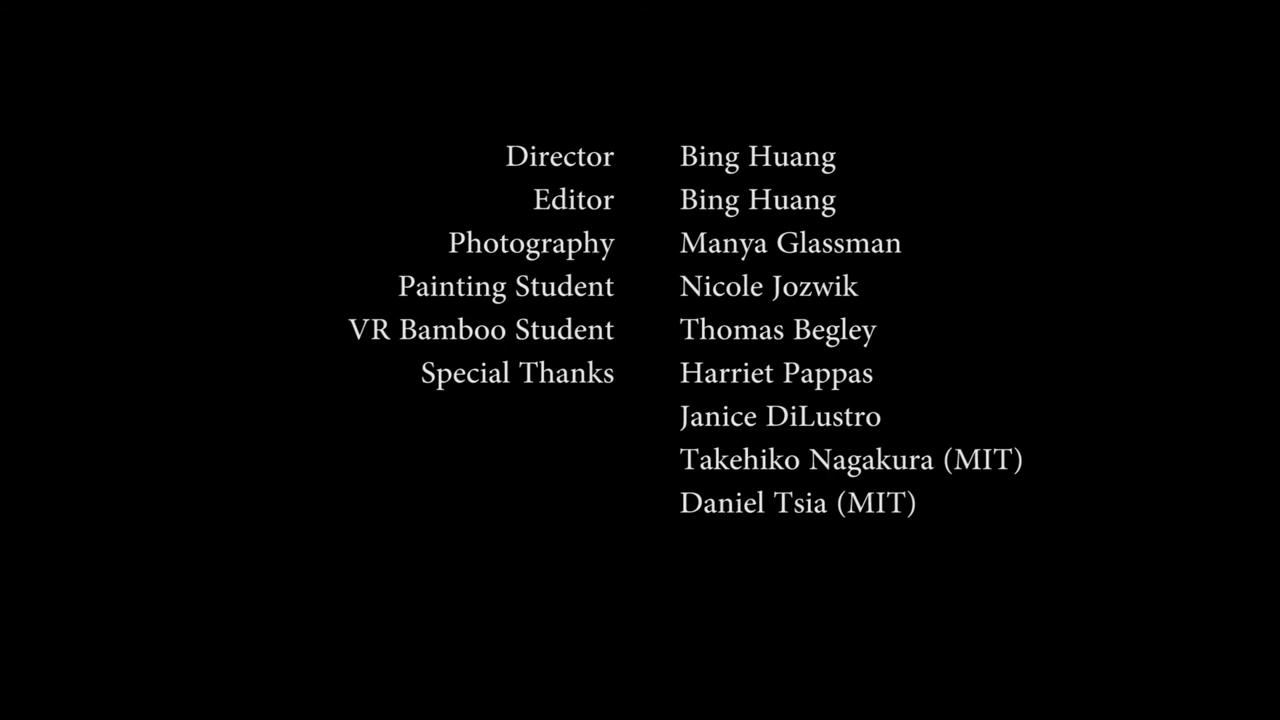 Director Bing Huang
Editor Bing Huang
Photography Manya Glassman
Painting Student Nicole Jozwik
VR Bamboo Student Thomas Begley
Special Thanks Harriet Pappas
Janice DiLustro
Takehiko Nagakura (MIT)
Daniel Tsia (MIT)